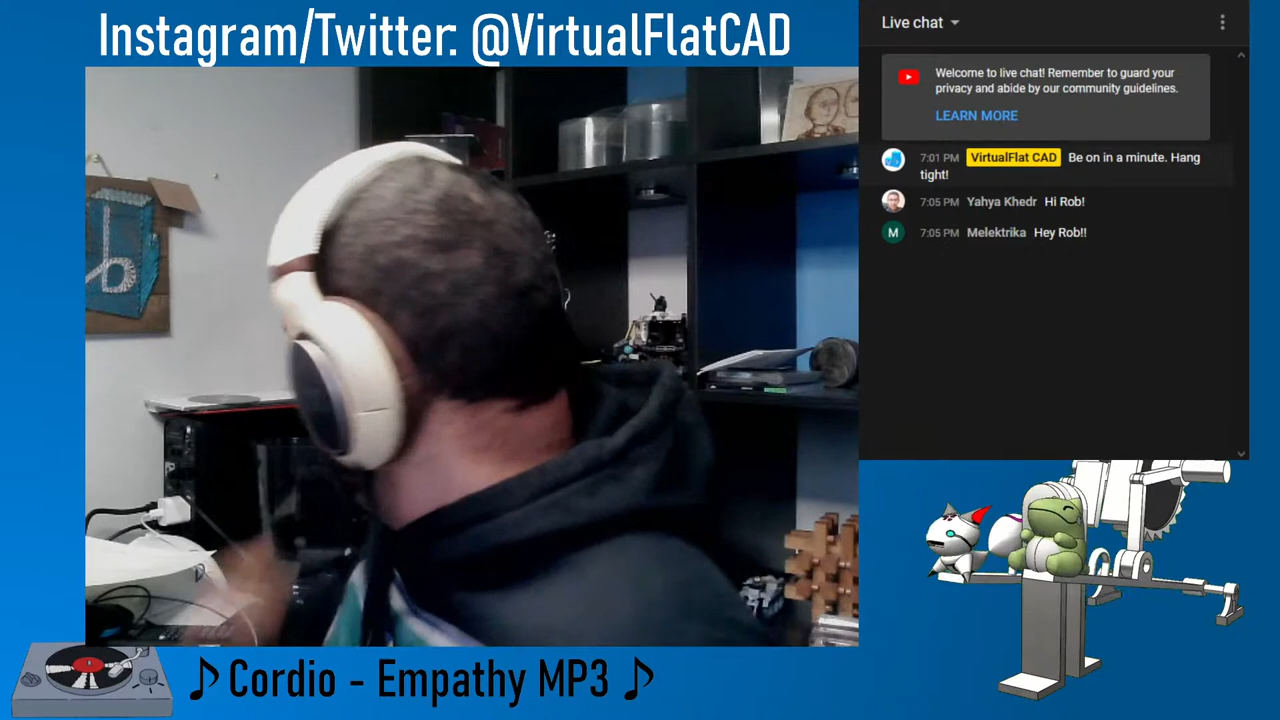 Instagram/Twitter: @VirtualFlatCAD
Live chat
Welcome to live chat! Remember to guard your
privacy and abide by our community guidelines.
LEARN MORE
7:01 PM VirtualFlat CAD Be on in a minute. Hang
tight!
7:05 PM Yahya Khedr Hi Rob!
M 7:05 PM Melektrika Hey Rob!!
♪ Cordio - Empathy MP3 ♪